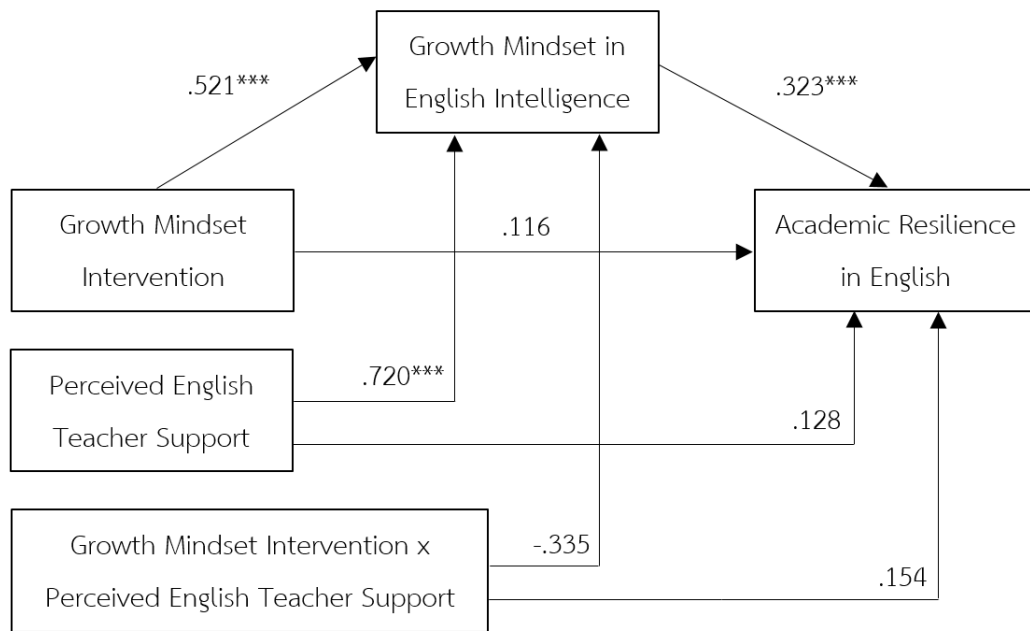 Growth Mindset in
English Intelligence
.521***
.323***
Growth Mindset
Intervention
.116
Academic Resilience
in English
Perceived English
Teacher Support
.720***
.128
Growth Mindset Intervention x
Perceived English Teacher Support
-.335
.154